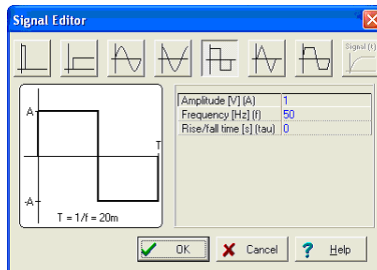 Signal Editor
Signal (t)
A
T
-A
T = 1/f = 20m
Amplitude [V] (A) 1
Frequency [Hz] (f) 50
Rise/fall time [s] (tau) 0
OK Cancel ? Help